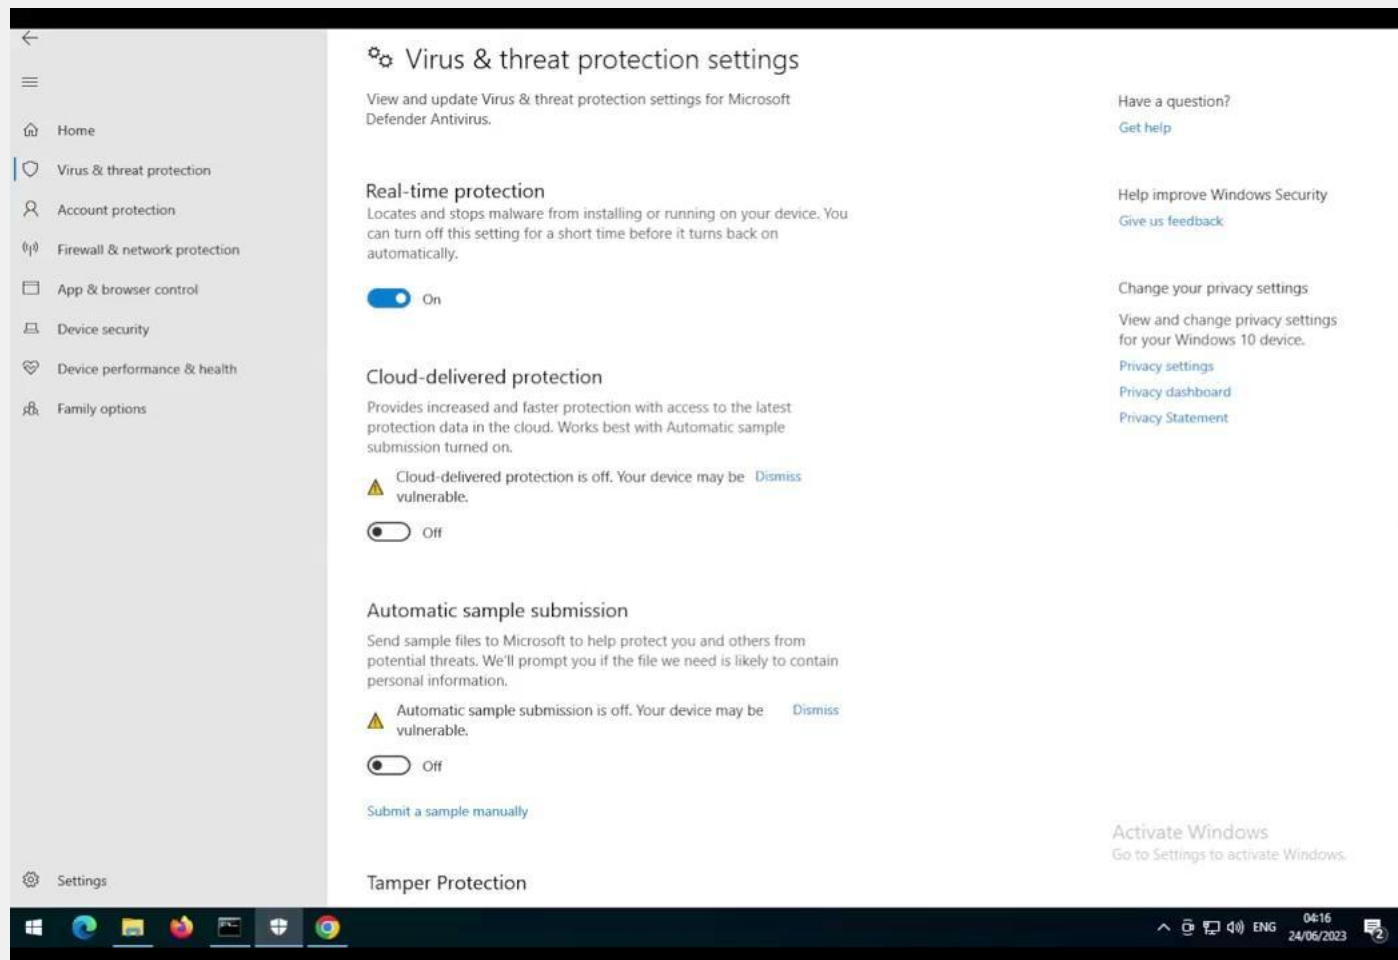 Virus & threat protection settings
View and update Virus & threat protection settings for Microsoft
Defender Antivirus.
Home
Virus & threat protection
Account protection
Firewall & network protection
App & browser control
Device security
Device performance & health
Family options
Settings
Real-time protection
Locates and stops malware from installing or running on your device. You
can turn off this setting for a short time before it turns back on
automatically.
On
Cloud-delivered protection
Provides increased and faster protection with access to the latest
protection data in the cloud. Works best with Automatic sample
submission turned on.
Cloud-delivered protection is off. Your device may be Dismiss
vulnerable.
Off
Automatic sample submission
Send sample files to Microsoft to help protect you and others from
potential threats. We'll prompt you if the file we need is likely to contain
personal information.
Automatic sample submission is off. Your device may be Dismiss
vulnerable.
Off
Submit a sample manually
Tamper Protection
Have a question?
Get help
Help improve Windows Security
Give us feedback
Change your privacy settings
View and change privacy settings
for your Windows 10 device.
Privacy settings
Privacy dashboard
Privacy Statement
Activate Windows
Go to Settings to activate Windows.
ENG
04:16
24/06/2023
2